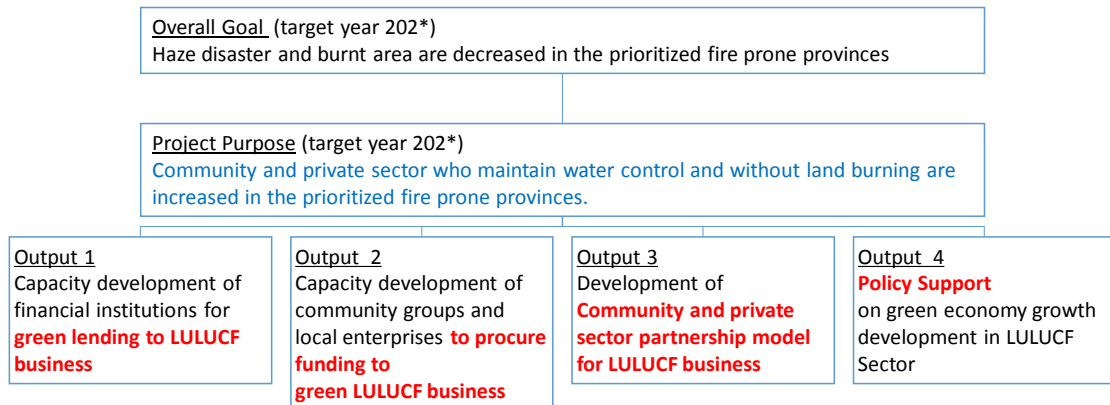 Overall Goal (target year 202*)
Haze disaster and burnt area are decreased in the prioritized fire prone provinces
Project Purpose (target year 202*)
Community and private sector who maintain water control and without land burning are
increased in the prioritized fire prone provinces.
Output 1
Capacity development of
financial institutions for
green lending to LULUCF
business
Output 2
Capacity development of
community groups and
local enterprises to procure
funding to
green LULUCF business
Output 3
Development of
Community and private
sector partnership model
for LULUCF business
Output 4
Policy Support
on green economy growth
development in LULUCF
Sector